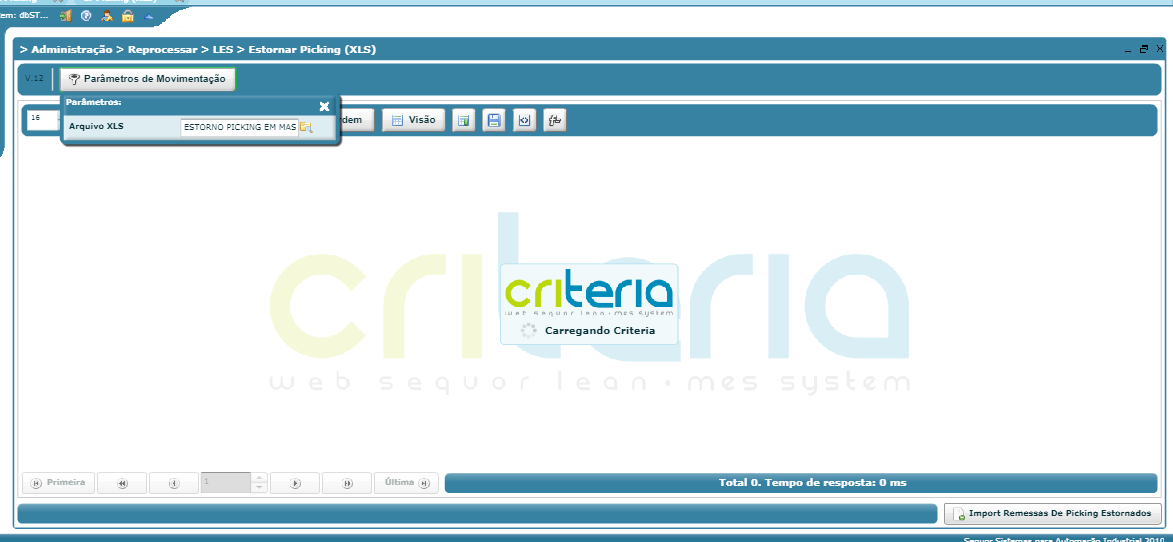 tem: dbST...
> Administração > Reprocessar > LES > Estornar Picking (XLS)
V.12
Parâmetros de Movimentação
Parâmetros:
16
Visão
Arquivo XLS
ESTORNO PICKING EM MAS
criteria
web sequor lean • mes system
criteria
web sequor lean • mes system
Carregando Criteria
Primeira
1
Última
Total 0. Tempo de resposta: 0 ms
Import Remessas De Picking Estornados
Sequor Sistemas para Automação Industrial 2010